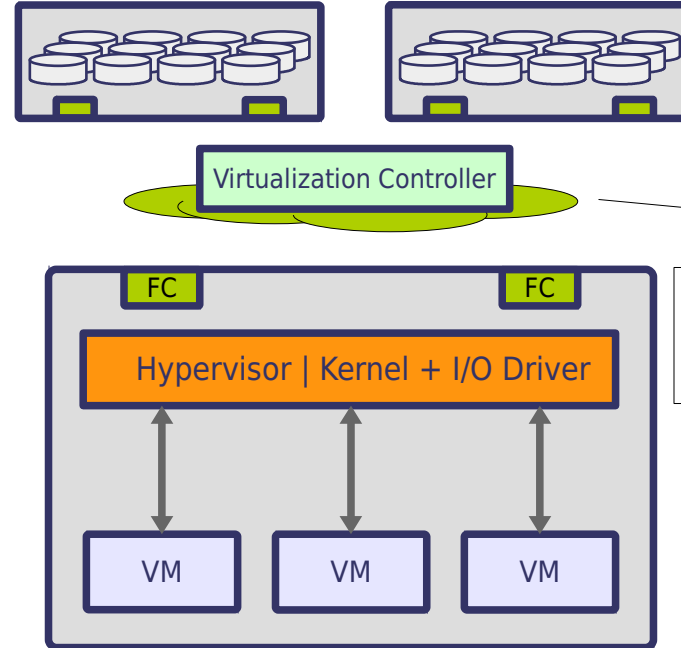 Virtualization Controller
FC
FC
Hypervisor | Kernel + I/O Driver
VM
VM
VM